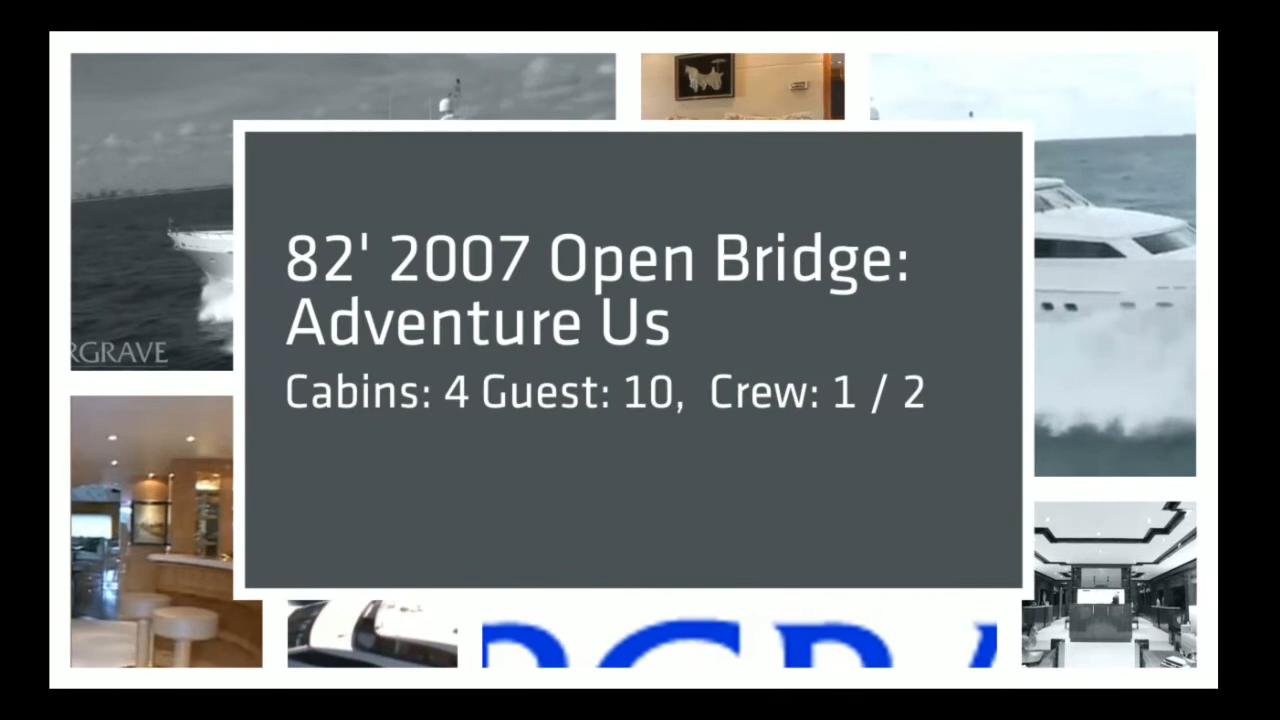 82' 2007 Open Bridge:
Adventure Us
Cabins: 4 Guest: 10, Crew: 1 / 2
RGRAVE